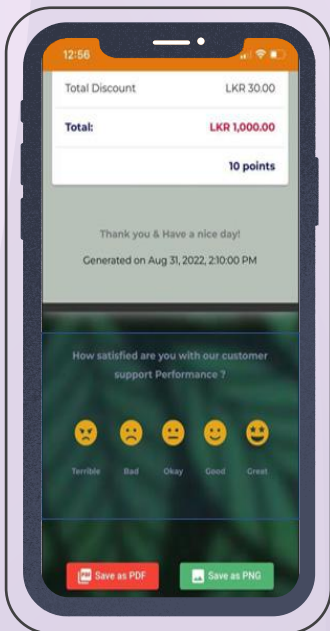 12:56
Total Discount LKR 30.00
Total: LKR 1,000.00
10 points
Thank you & Have a nice day!
Generated on Aug 31, 2022, 2:10:00 PM
How satisfied are you with our customer
support Performance ?
Terrible Bad Okay Good Great
Save as PDF Save as PNG